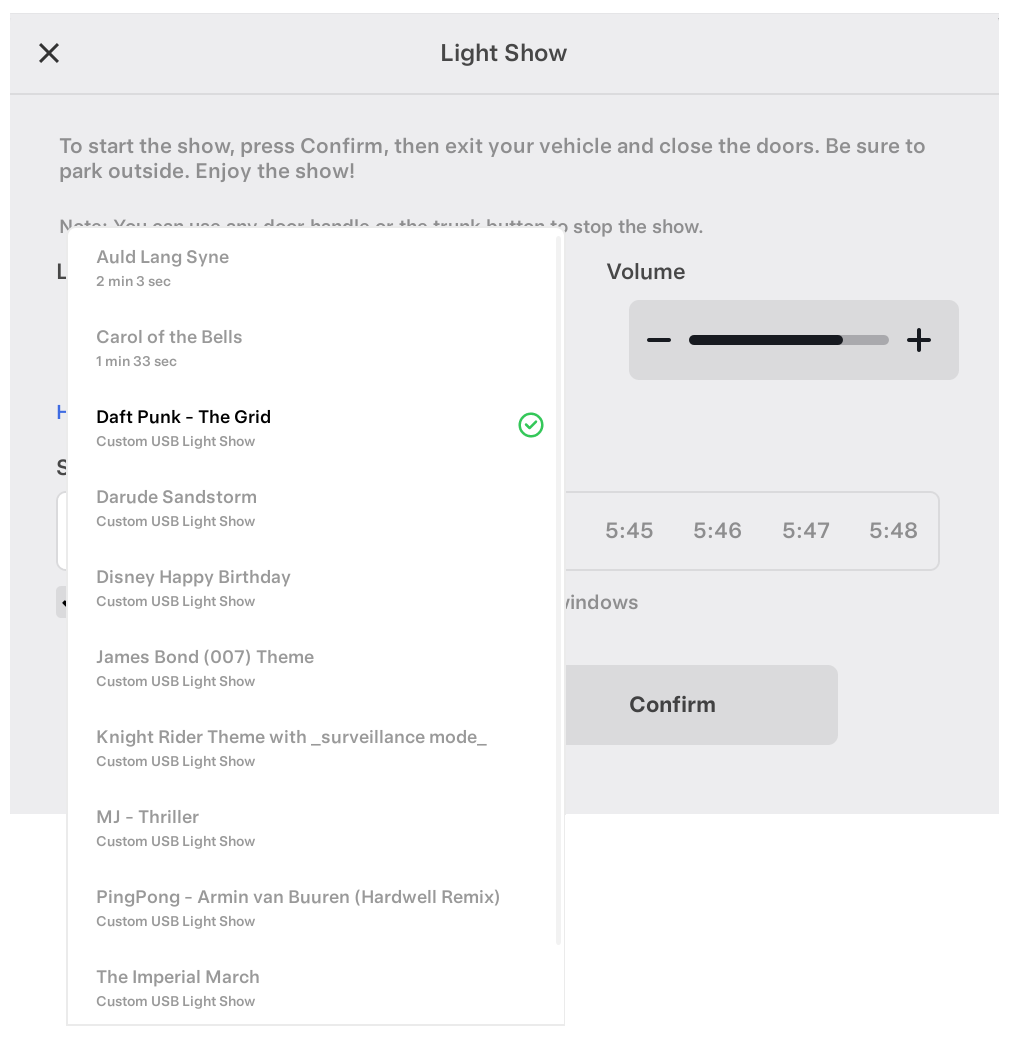 Light Show
To start the show, press Confirm, then exit your vehicle and close the doors. Be sure to
park outside. Enjoy the show!
Note: You can use any door handle or the trunk button to stop the show.
Auld Lang Syne
2 min 3 sec
Carol of the Bells
1 min 33 sec
Daft Punk - The Grid
Custom USB Light Show
Darude Sandstorm
Custom USB Light Show
Disney Happy Birthday
Custom USB Light Show
James Bond (007) Theme
Custom USB Light Show
Knight Rider Theme with _surveillance mode_
Custom USB Light Show
MJ - Thriller
Custom USB Light Show
PingPong - Armin van Buuren (Hardwell Remix)
Custom USB Light Show
The Imperial March
Custom USB Light Show
Volume
5:45 5:46 5:47 5:48
windows
Confirm